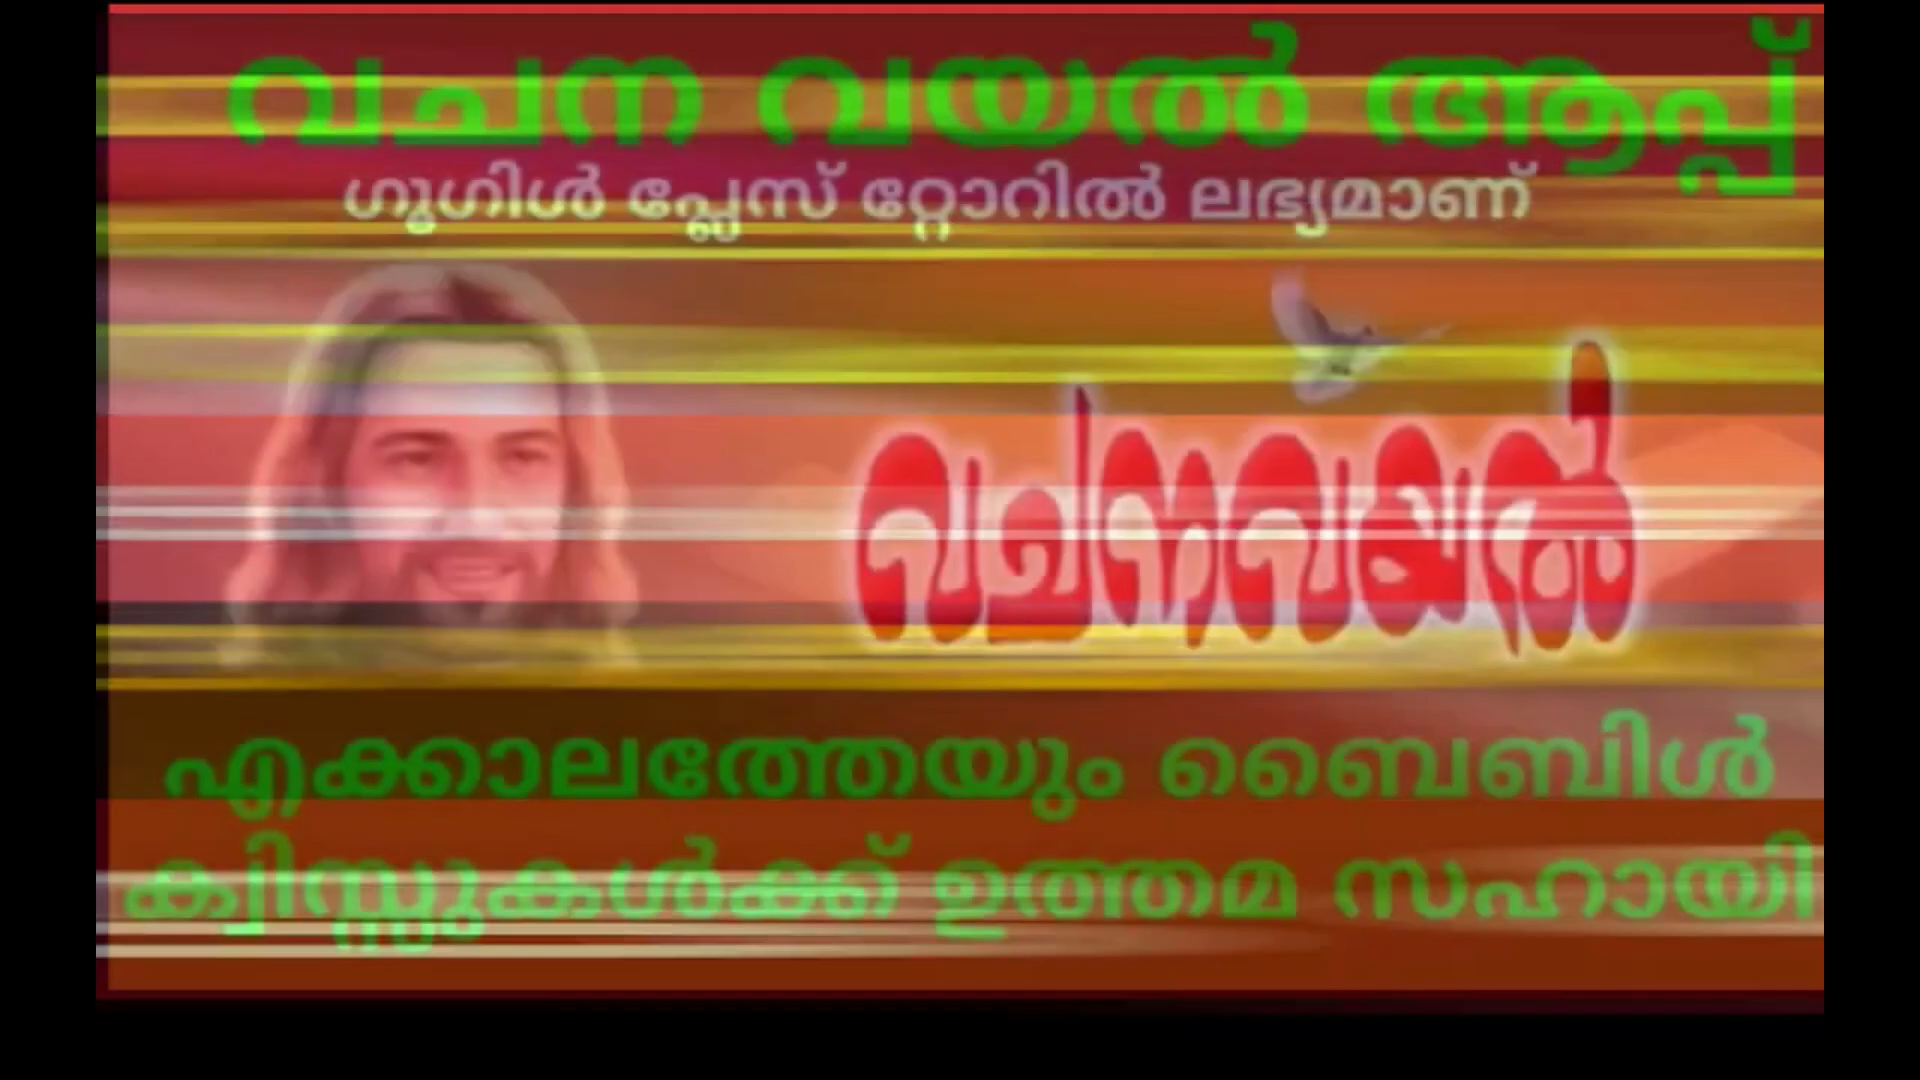 വചന വയൽ ആപ്പ്
ഗൂഗിൾ പ്ലേസ് റ്റോറിൽ ലഭ്യമാണ്
വചനവയൽ
എക്കാലത്തേയും ബൈബിൾ
ക്വിസ്സുകൾക്ക് ഉത്തമ സഹായി